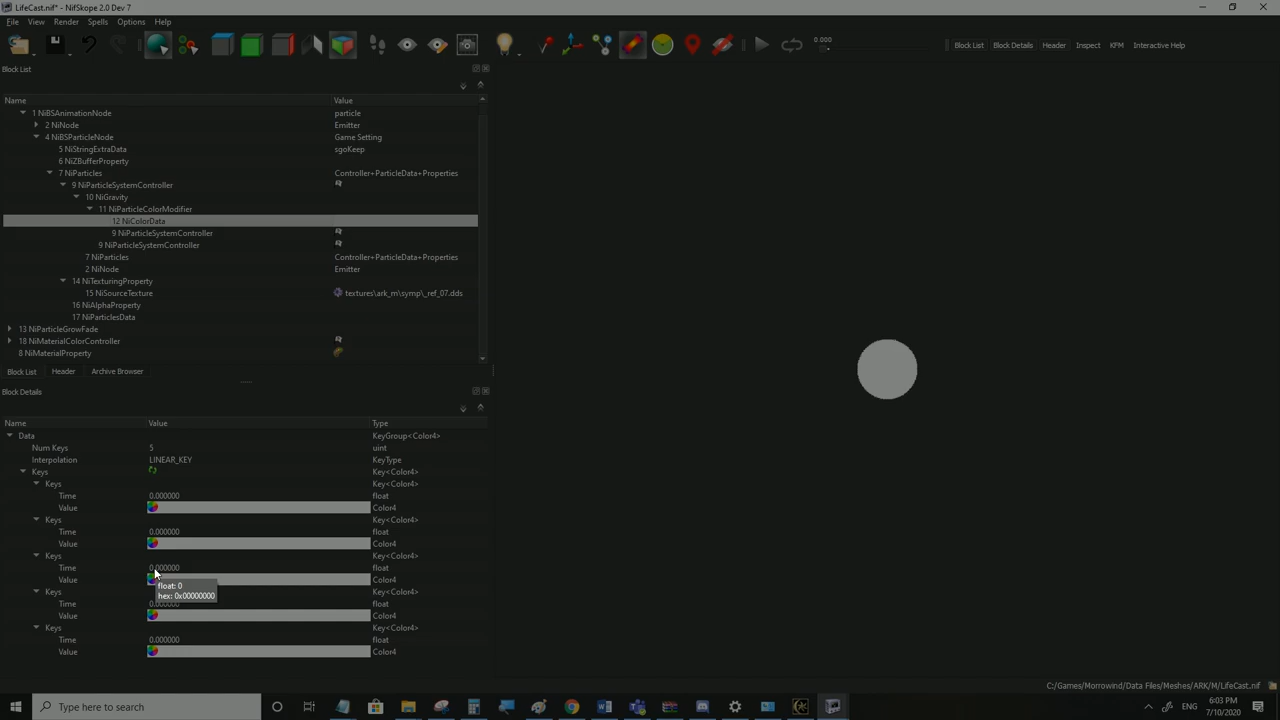 LifeCast.nif* - NifSkope 2.0 Dev 7
File View Render Spells Options Help
0.000
Block List Block Details Header Inspect KFM Interactive Help
Block List
Name Value
1 NiBSAnimationNode particle
2 NiNode Emitter
4 NiBSParticleNode Game Setting
5 NiStringExtraData sgoKeep
6 NiZBufferProperty
7 NiParticles Controller+ParticleData+Properties
9 NiParticleSystemController
10 NiGravity
11 NiParticleColorModifier
12 NiColorData
9 NiParticleSystemController
9 NiParticleSystemController
7 NiParticles Controller+ParticleData+Properties
2 NiNode Emitter
14 NiTexturingProperty
15 NiSourceTexture textures\ark_m\symp\_ref_07.dds
16 NiAlphaProperty
17 NiParticlesData
13 NiParticleGrowFade
18 NiMaterialColorController
8 NiMaterialProperty
Block List Header Archive Browser
Block Details
Name Value Type
Data KeyGroup<Color4>
Num Keys 5 uint
Interpolation LINEAR_KEY KeyType
Keys Key<Color4>
Keys Key<Color4>
Time 0.000000 float
Value Color4
Keys Key<Color4>
Time 0.000000 float
Value Color4
Keys Key<Color4>
Time 0.000000 float
Value Color4
float: 0
hex: 0x00000000
Keys Key<Color4>
Time 0.000000 float
Value Color4
Keys Key<Color4>
Time 0.000000 float
Value Color4
C:/Games/Morrowind/Data Files/Meshes/ARK/M/LifeCast.nif
Type here to search
ENG
6:03 PM
7/10/2020